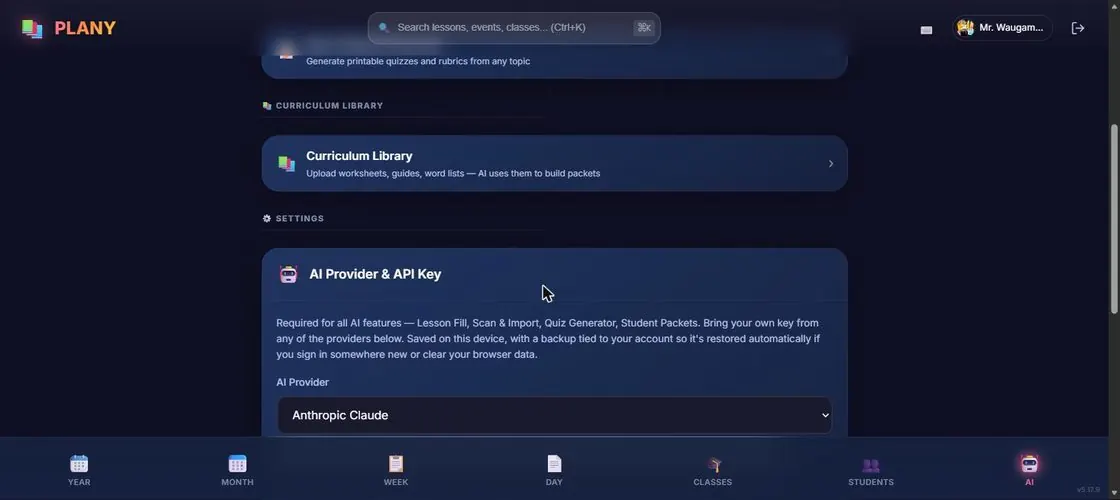 PLANY
Search lessons, events, classes... (Ctrl+K)
⌘K
Mr. Waugam...
Generate printable quizzes and rubrics from any topic
CURRICULUM LIBRARY
Curriculum Library
Upload worksheets, guides, word lists — AI uses them to build packets
SETTINGS
AI Provider & API Key
Required for all AI features — Lesson Fill, Scan & Import, Quiz Generator, Student Packets. Bring your own key from
any of the providers below. Saved on this device, with a backup tied to your account so it's restored automatically if
you sign in somewhere new or clear your browser data.
AI Provider
Anthropic Claude
YEAR
MONTH
WEEK
DAY
CLASSES
STUDENTS
AI